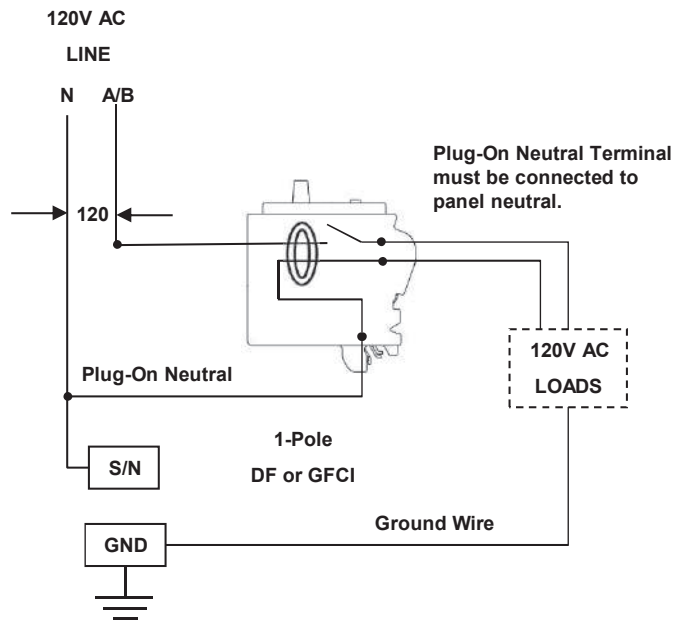 120V AC
LINE
N A/B
120
Plug-On Neutral Terminal
must be connected to
panel neutral.
120V AC
LOADS
Plug-On Neutral
1-Pole
DF or GFCI
S/N
Ground Wire
GND